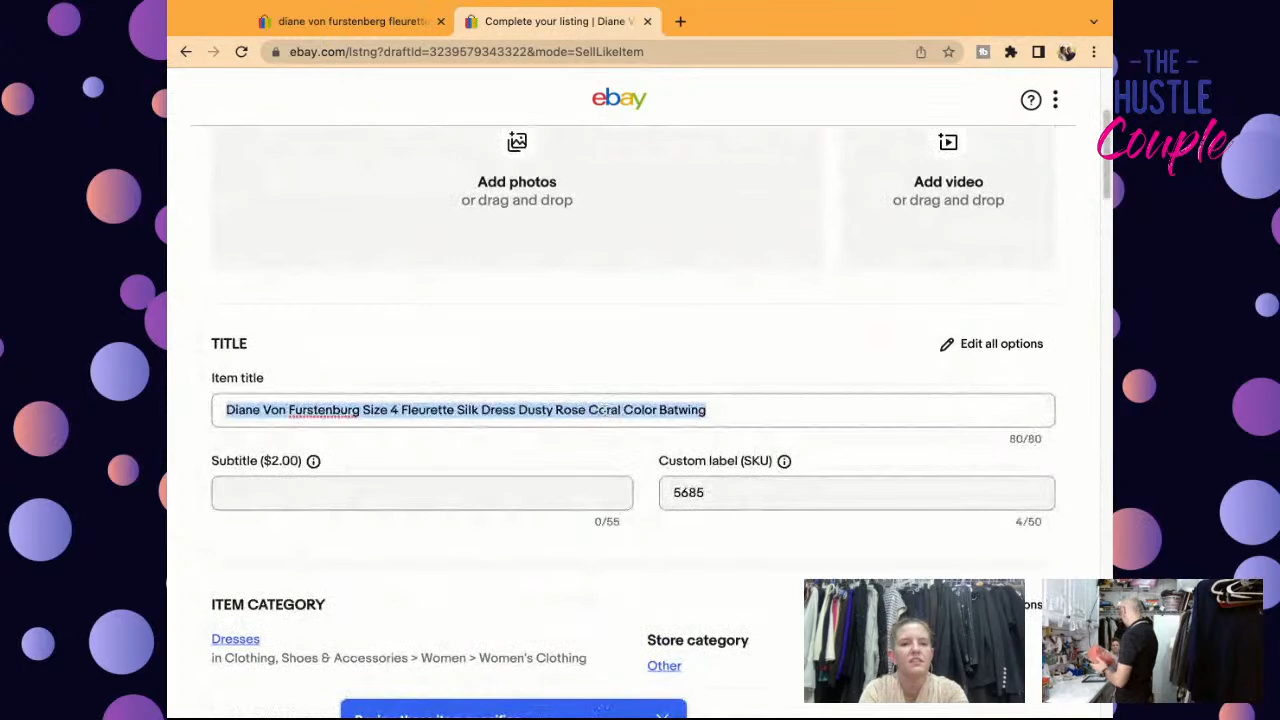 diane von furstenberg fleurette
Complete your listing | Diane V
ebay.com/lstng?draftId=3239579343322&mode=SellLikeItem
-THE-
HUSTLE
Couple
ebay
Add photos
or drag and drop
Add video
or drag and drop
TITLE
Edit all options
Item title
Diane Von Furstenburg Size 4 Fleurette Silk Dress Dusty Rose Coral Color Batwing
80/80
Subtitle ($2.00)
Custom label (SKU)
5685
0/55
4/50
ITEM CATEGORY
ons
Dresses
in Clothing, Shoes & Accessories > Women > Women's Clothing
Store category
Other